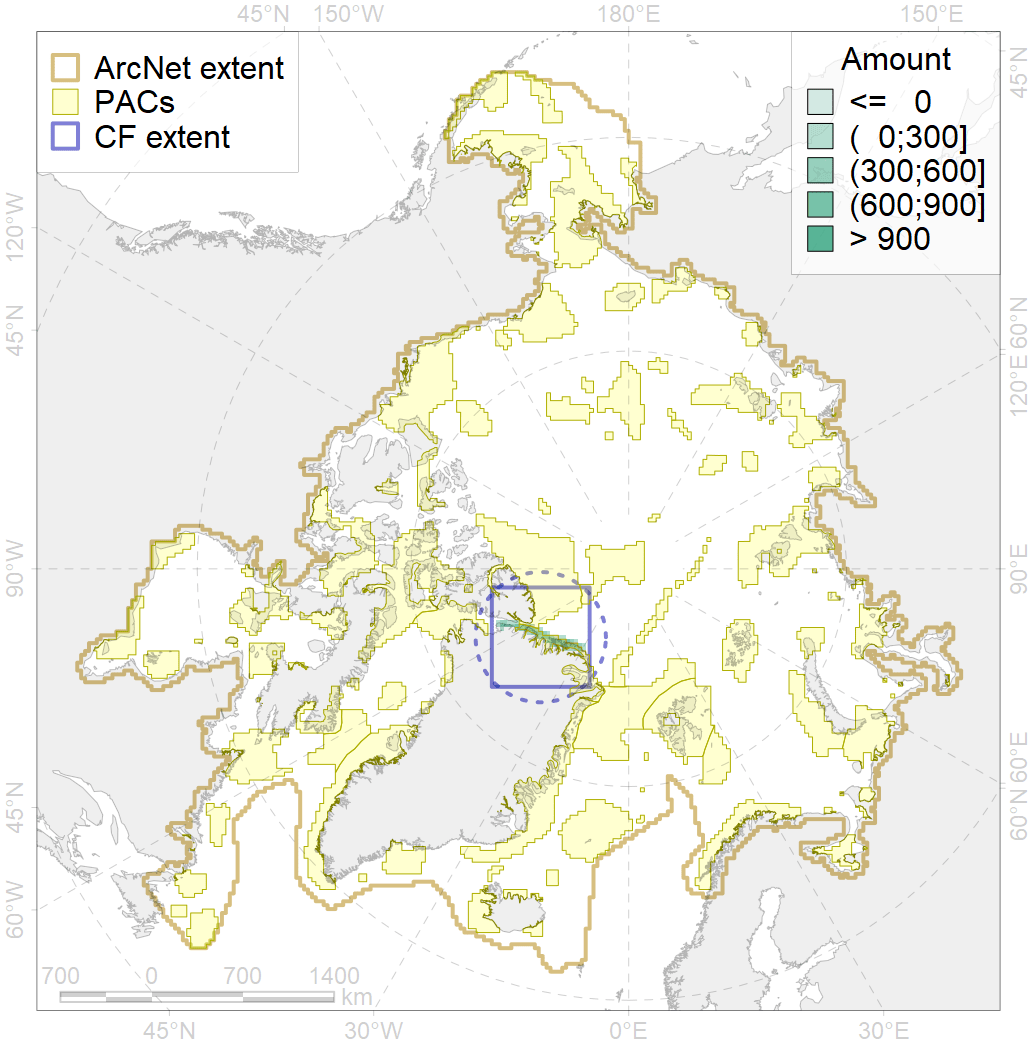 45°N 150°W 180°E 150°E
ArcNet extent
PACs
CF extent
Amount
<= 0
( 0;300]
(300;600]
(600;900]
> 900
45°N
120°W
45°N
60°N
120°E
90°W
90°E
45°N
60°W
60°E
60°N
700 0 700 1400
km
45°W 30°W 0°E 30°E